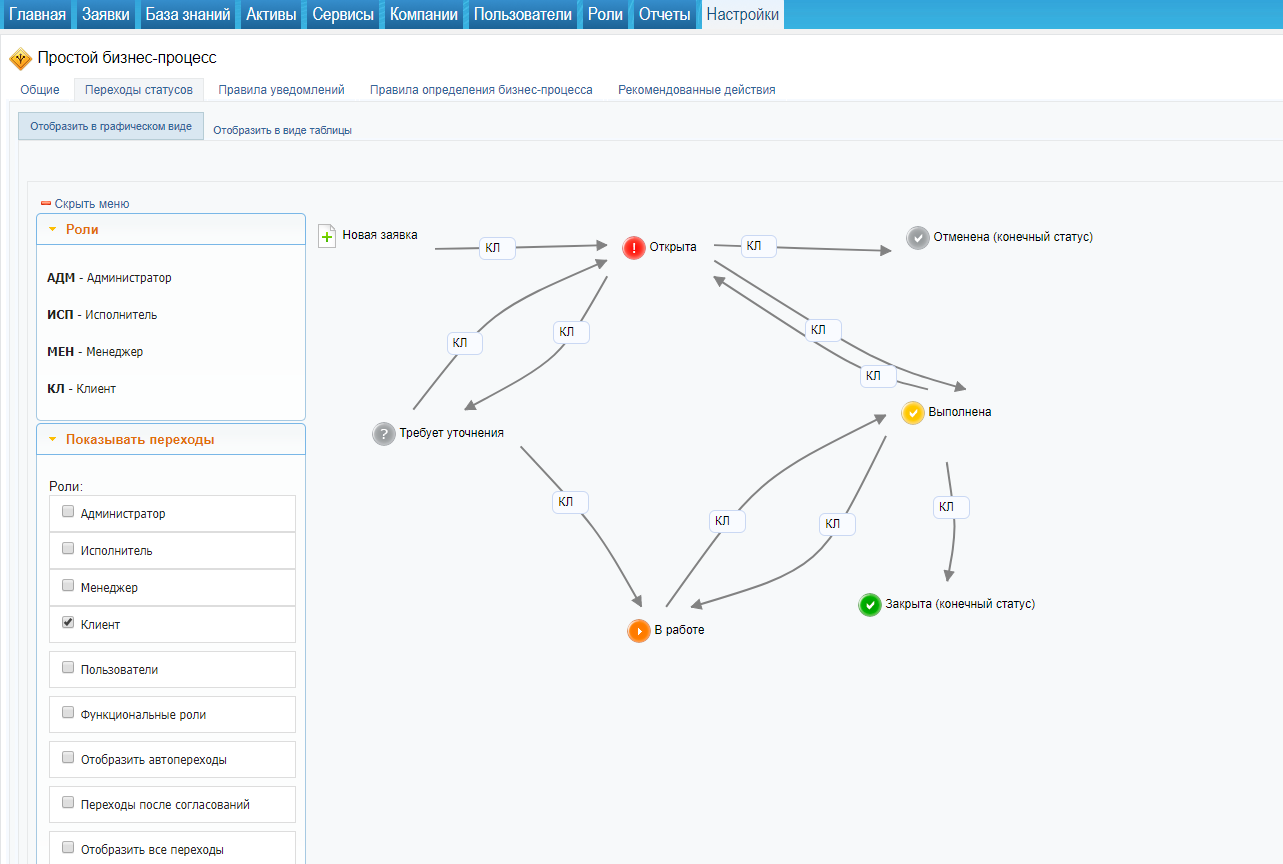 Главная Заявки База знаний Активы Сервисы Компании Пользователи Роли Отчеты Настройки
Простой бизнес-процесс
Общие Переходы статусов Правила уведомлений Правила определения бизнес-процесса Рекомендованные действия
Отобразить в графическом виде Отобразить в виде таблицы
Скрыть меню
Роли
АДМ - Администратор
ИСП - Исполнитель
МЕН - Менеджер
КЛ - Клиент
Показывать переходы
Роли:
Администратор
Исполнитель
Менеджер
Клиент
Пользователи
Функциональные роли
Отобразить автопереходы
Переходы после согласований
Отобразить все переходы
Новая заявка
КЛ
Открыта
КЛ
Отменена (конечный статус)
КЛ
КЛ
КЛ
КЛ
Требует уточнения
Выполнена
КЛ
КЛ
КЛ
КЛ
В работе
Закрыта (конечный статус)